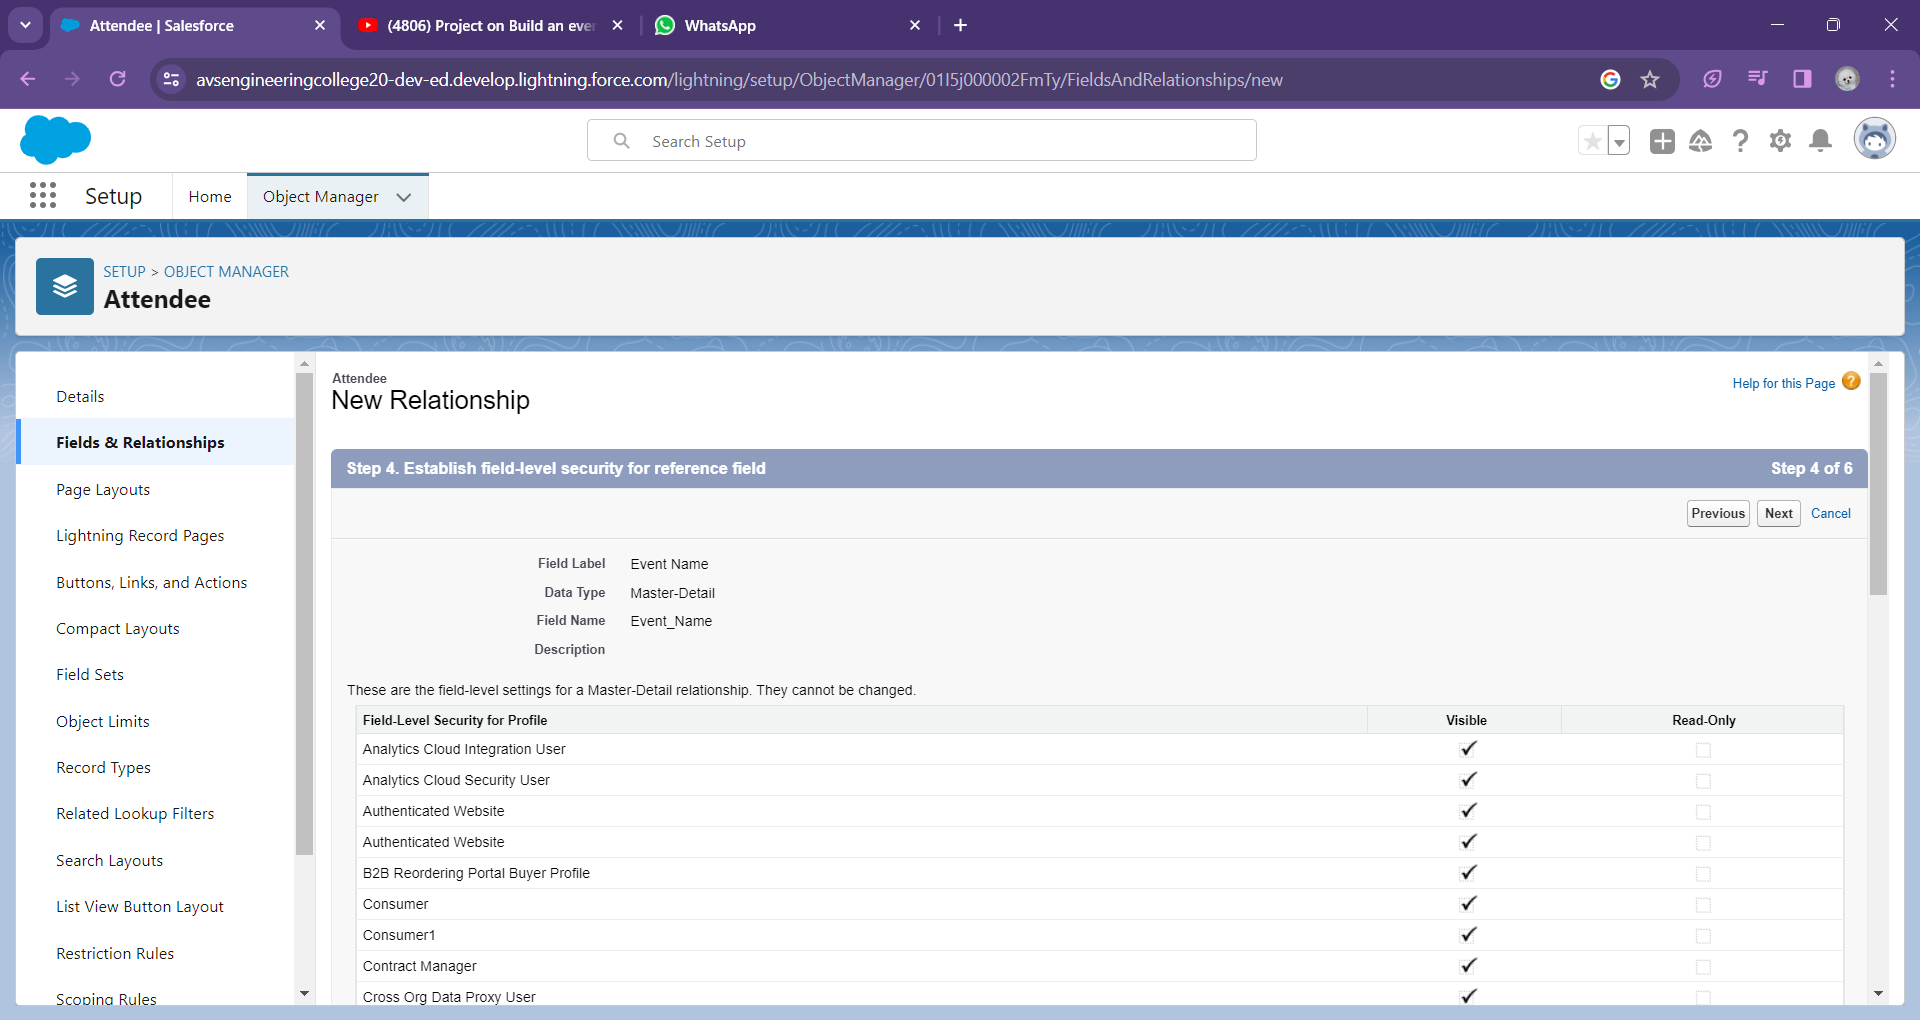 Attendee | Salesforce
(4806) Project on Build an eve
WhatsApp
avsengineeringcollege20-dev-ed.develop.lightning.force.com/lightning/setup/ObjectManager/01I5j000002FmTy/FieldsAndRelationships/new
Search Setup
Setup
Home
Object Manager
SETUP > OBJECT MANAGER
Attendee
Details
Fields & Relationships
Page Layouts
Lightning Record Pages
Buttons, Links, and Actions
Compact Layouts
Field Sets
Object Limits
Record Types
Related Lookup Filters
Search Layouts
List View Button Layout
Restriction Rules
Scoping Rules
Attendee
New Relationship
Help for this Page
Step 4. Establish field-level security for reference field
Step 4 of 6
Previous
Next
Cancel
Field Label Event Name
Data Type Master-Detail
Field Name Event_Name
Description
These are the field-level settings for a Master-Detail relationship. They cannot be changed.
Field-Level Security for Profile Visible Read-Only
Analytics Cloud Integration User
Analytics Cloud Security User
Authenticated Website
Authenticated Website
B2B Reordering Portal Buyer Profile
Consumer
Consumer1
Contract Manager
Cross Org Data Proxy User